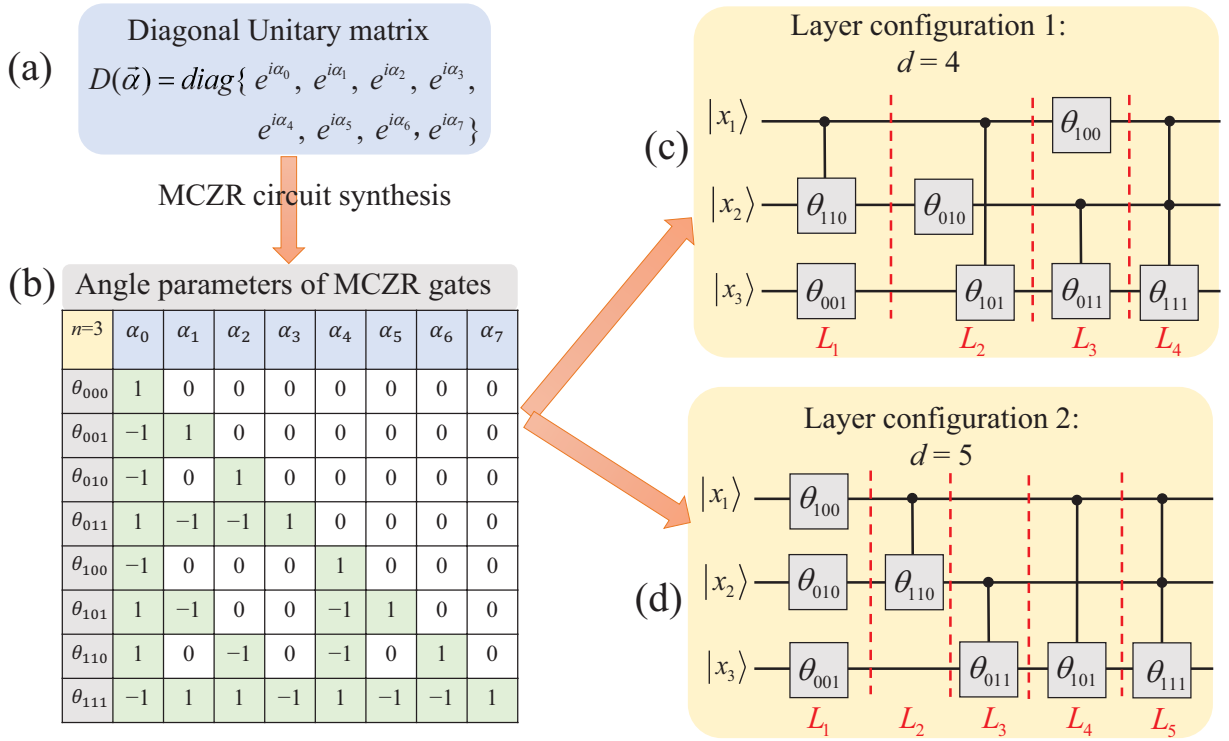 (a)
Diagonal Unitary matrix
D(α⃗) = diag{ e^{iα₀}, e^{iα₁}, e^{iα₂}, e^{iα₃},
e^{iα₄}, e^{iα₅}, e^{iα₆}, e^{iα₇}}
MCZR circuit synthesis
(b)
Angle parameters of MCZR gates
n=3 α₀ α₁ α₂ α₃ α₄ α₅ α₆ α₇
θ₀₀₀ 1 0 0 0 0 0 0 0
θ₀₀₁ −1 1 0 0 0 0 0 0
θ₀₁₀ −1 0 1 0 0 0 0 0
θ₀₁₁ 1 −1 −1 1 0 0 0 0
θ₁₀₀ −1 0 0 0 1 0 0 0
θ₁₀₁ 1 −1 0 0 −1 1 0 0
θ₁₁₀ 1 0 −1 0 −1 0 1 0
θ₁₁₁ −1 1 1 −1 1 −1 −1 1
(c)
Layer configuration 1:
d = 4
|x₁⟩ θ₁₀₀
|x₂⟩ θ₁₁₀ θ₀₁₀
|x₃⟩ θ₀₀₁ θ₁₀₁ θ₀₁₁ θ₁₁₁
L₁ L₂ L₃ L₄
(d)
Layer configuration 2:
d = 5
|x₁⟩ θ₁₀₀
|x₂⟩ θ₀₁₀ θ₁₁₀
|x₃⟩ θ₀₀₁ θ₀₁₁ θ₁₀₁ θ₁₁₁
L₁ L₂ L₃ L₄ L₅